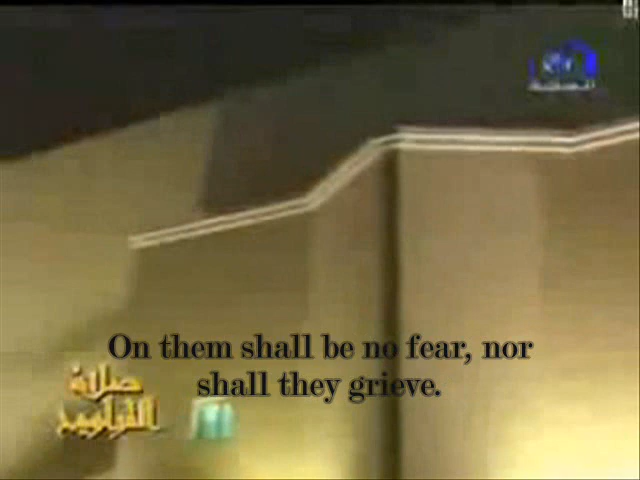 On them shall be no fear, nor
shall they grieve.
صلاة
التراويح